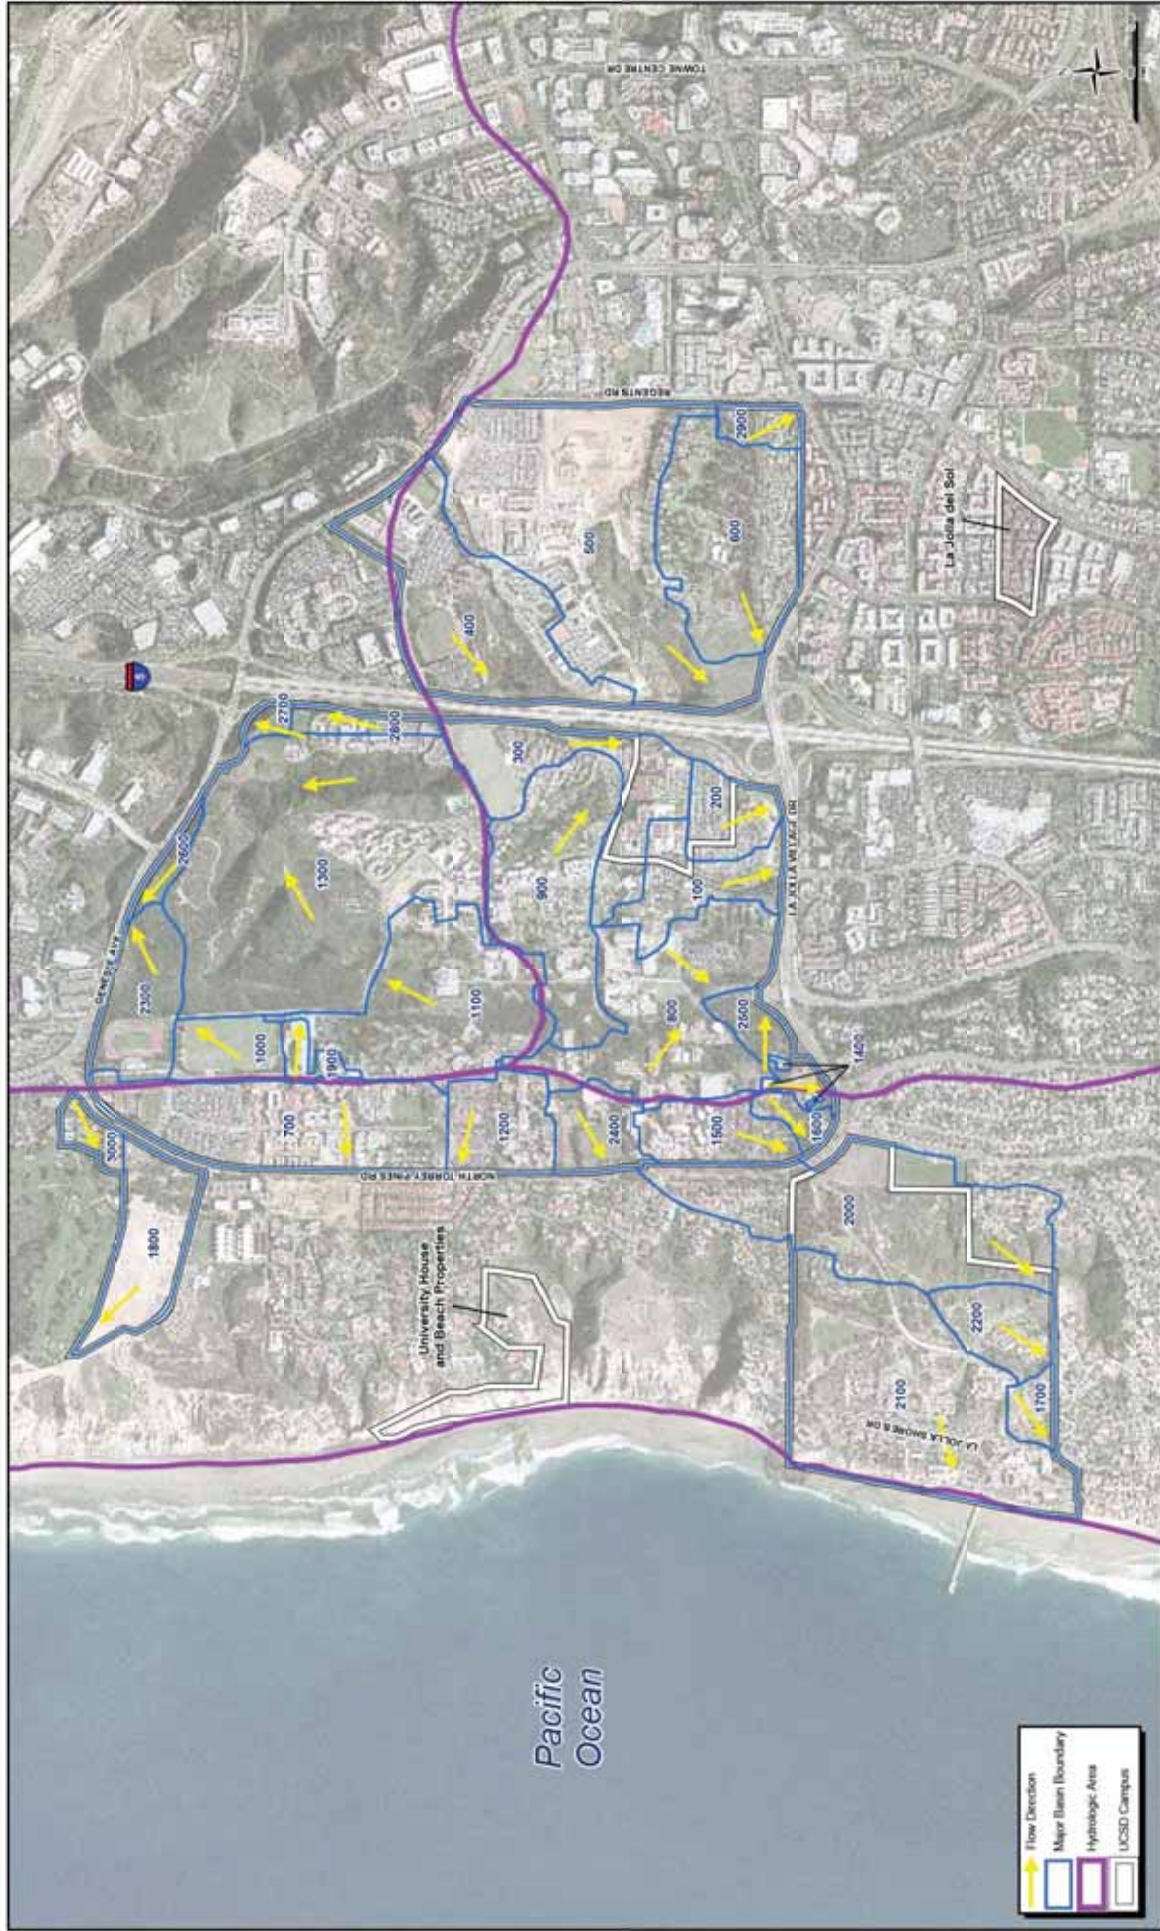 TOWNE CENTRE DR
REGENTS RD
5
2900
600
500
400
La Jolla del Sol
2700
2800
300
200
100
LA JOLLA VILLAGE DR
2600
1300
900
GENESEE AVE
2300
1100
800
2500
1000
1900
1400
3000
700
1200
2400
1500
1600
NORTH TORREY PINES RD
1800
2000
University House
and Beach Properties
2200
2100
1700
LA JOLLA SHORES DR
Pacific
Ocean
Flow Direction
Major Basin Boundary
Hydrologic Area
UCSD Campus